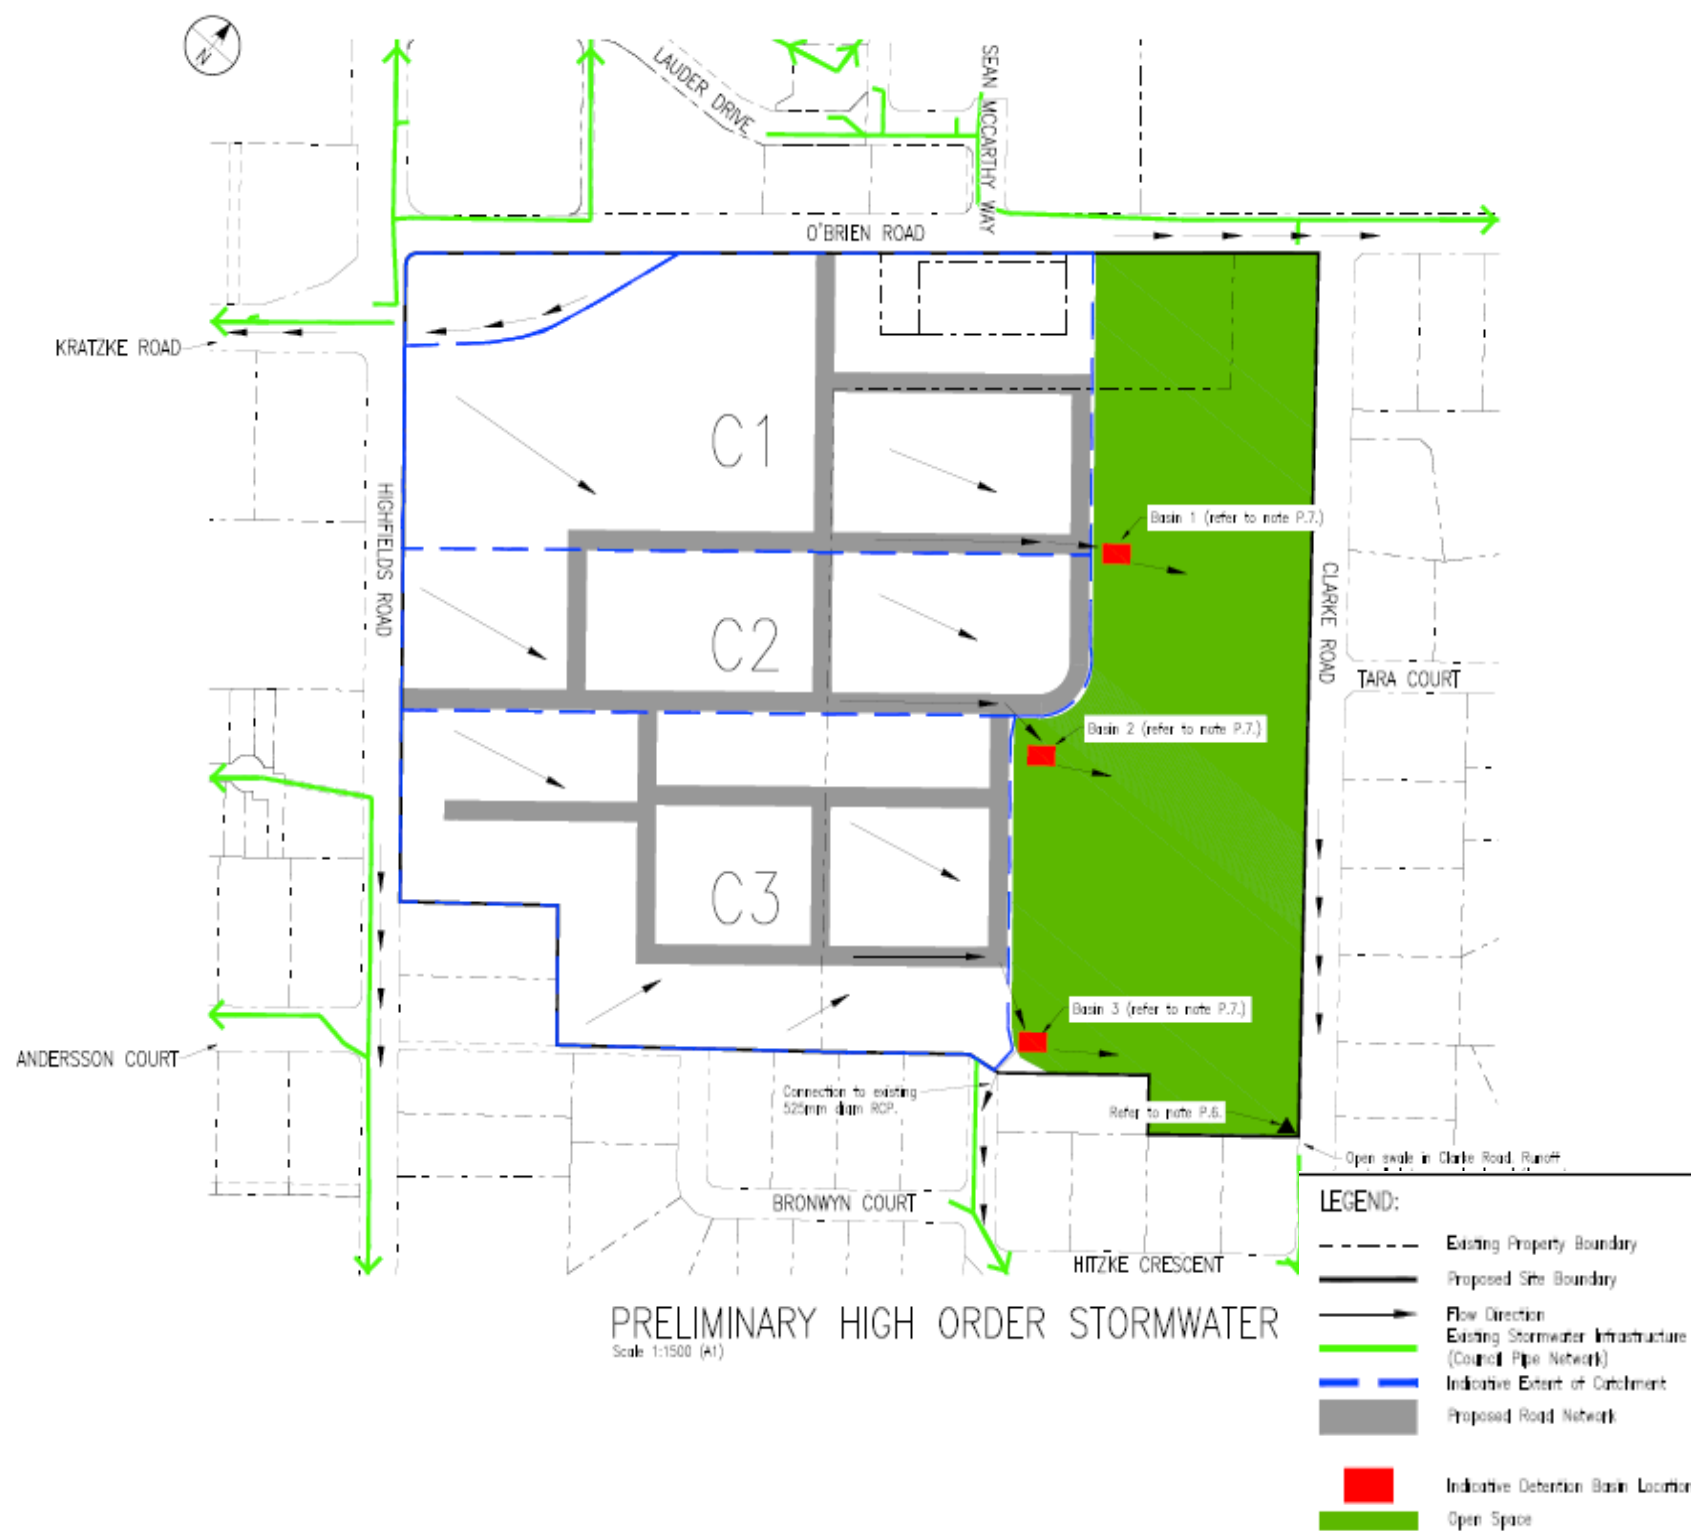 N
LAUDER DRIVE
SEAN MCCARTHY WAY
O'BRIEN ROAD
KRATZKE ROAD
C1
HIGHFIELDS ROAD
Basin 1 (refer to note P.7.)
CLARKE ROAD
C2
TARA COURT
Basin 2 (refer to note P.7.)
C3
Basin 3 (refer to note P.7.)
ANDERSSON COURT
Connection to existing
525mm diam RCP.
Refer to note P.6.
Open swale in Clarke Road. Runoff
BRONWYN COURT
HITZKE CRESCENT
PRELIMINARY HIGH ORDER STORMWATER
Scale 1:1500 (A1)
LEGEND:
Existing Property Boundary
Proposed Site Boundary
Flow Direction
Existing Stormwater Infrastructure
(Council Pipe Network)
Indicative Extent of Catchment
Proposed Road Network
Indicative Detention Basin Location
Open Space